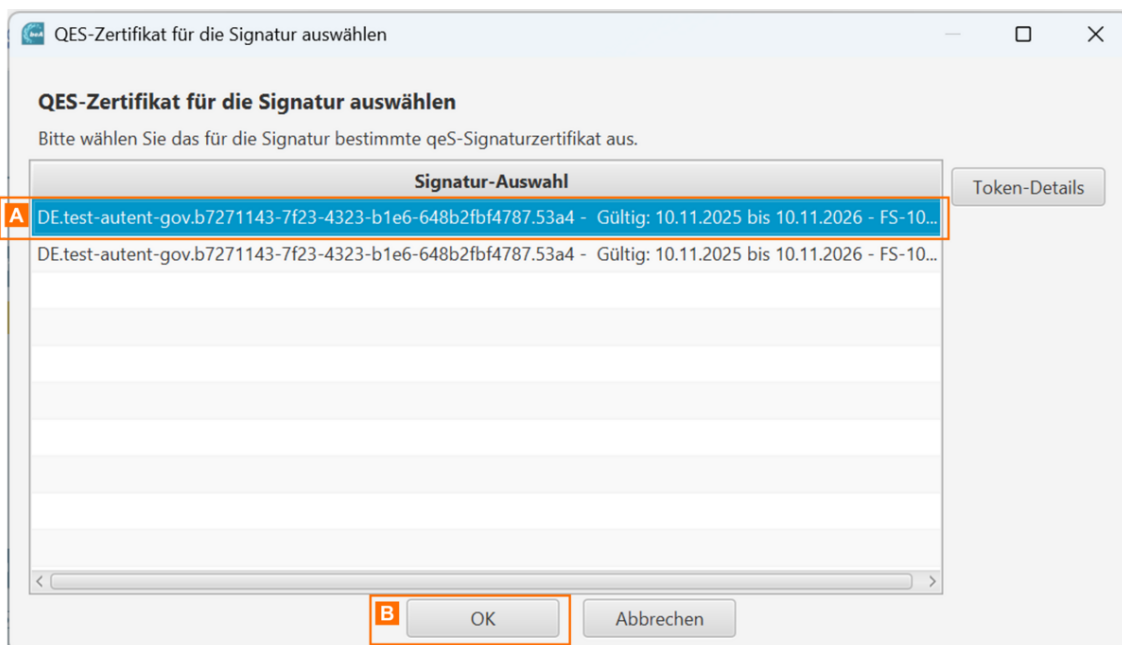 QES-Zertifikat für die Signatur auswählen
QES-Zertifikat für die Signatur auswählen
Bitte wählen Sie das für die Signatur bestimmte qeS-Signaturzertifikat aus.
Signatur-Auswahl
Token-Details
A DE.test-autent-gov.b7271143-7f23-4323-b1e6-648b2fbf4787.53a4 - Gültig: 10.11.2025 bis 10.11.2026 - FS-10...
DE.test-autent-gov.b7271143-7f23-4323-b1e6-648b2fbf4787.53a4 - Gültig: 10.11.2025 bis 10.11.2026 - FS-10...
B OK Abbrechen